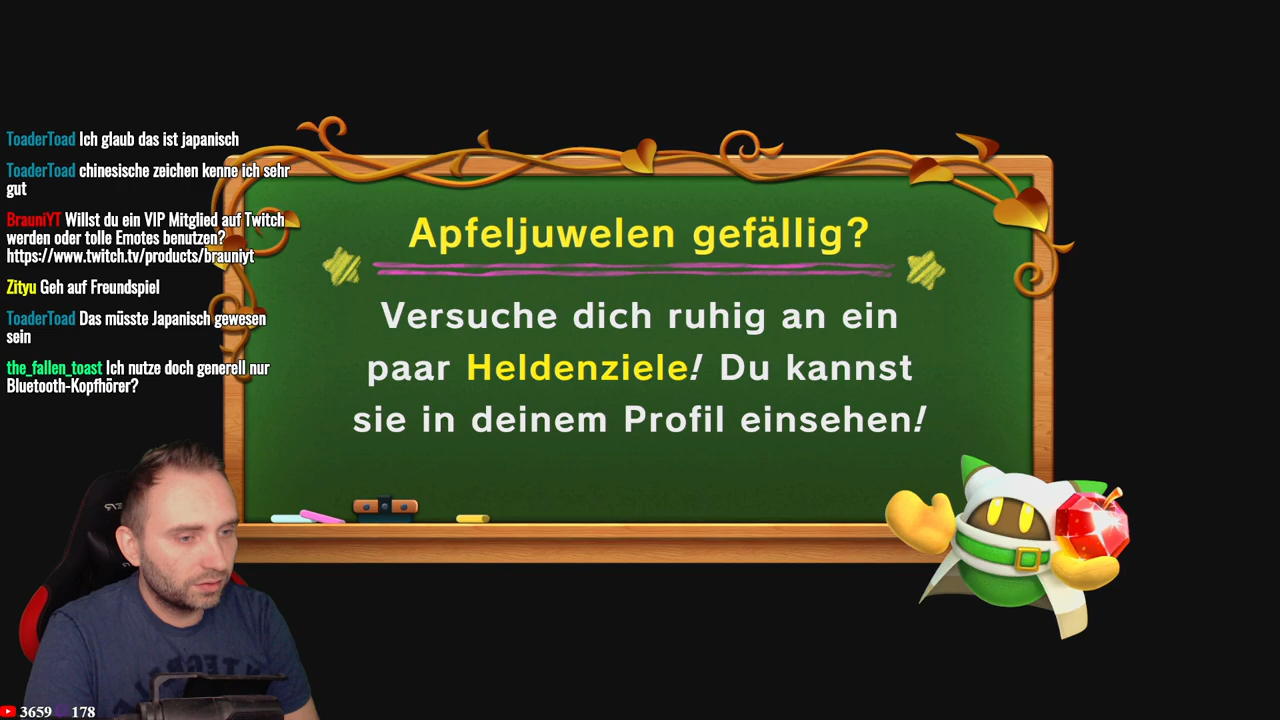 ToaderToad Ich glaub das ist japanisch
ToaderToad chinesische zeichen kenne ich sehr
gut
BrauniYT Willst du ein VIP Mitglied auf Twitch
werden oder tolle Emotes benutzen?
https://www.twitch.tv/products/brauniyt
Zityu Geh auf Freundspiel
ToaderToad Das müsste Japanisch gewesen
sein
the_fallen_toast Ich nutze doch generell nur
Bluetooth-Kopfhörer?
Apfeljuwelen gefällig?
Versuche dich ruhig an ein
paar Heldenziele! Du kannst
sie in deinem Profil einsehen!
3659 178